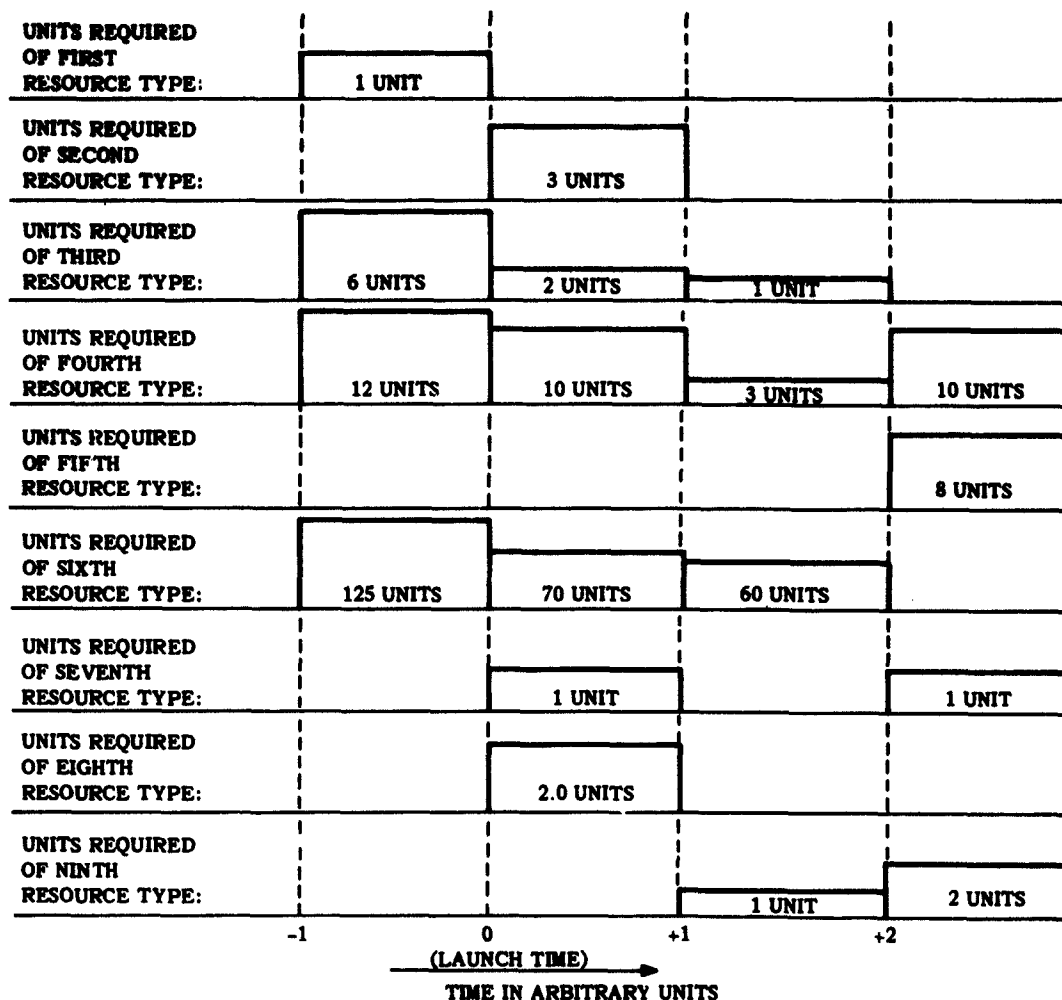 UNITS REQUIRED
OF FIRST
RESOURCE TYPE:
1 UNIT
UNITS REQUIRED
OF SECOND
RESOURCE TYPE:
3 UNITS
UNITS REQUIRED
OF THIRD
RESOURCE TYPE:
6 UNITS 2 UNITS 1 UNIT
UNITS REQUIRED
OF FOURTH
RESOURCE TYPE:
12 UNITS 10 UNITS 3 UNITS 10 UNITS
UNITS REQUIRED
OF FIFTH
RESOURCE TYPE:
8 UNITS
UNITS REQUIRED
OF SIXTH
RESOURCE TYPE:
125 UNITS 70 UNITS 60 UNITS
UNITS REQUIRED
OF SEVENTH
RESOURCE TYPE:
1 UNIT 1 UNIT
UNITS REQUIRED
OF EIGHTH
RESOURCE TYPE:
2.0 UNITS
UNITS REQUIRED
OF NINTH
RESOURCE TYPE:
1 UNIT 2 UNITS
-1 0 +1 +2
(LAUNCH TIME)
TIME IN ARBITRARY UNITS